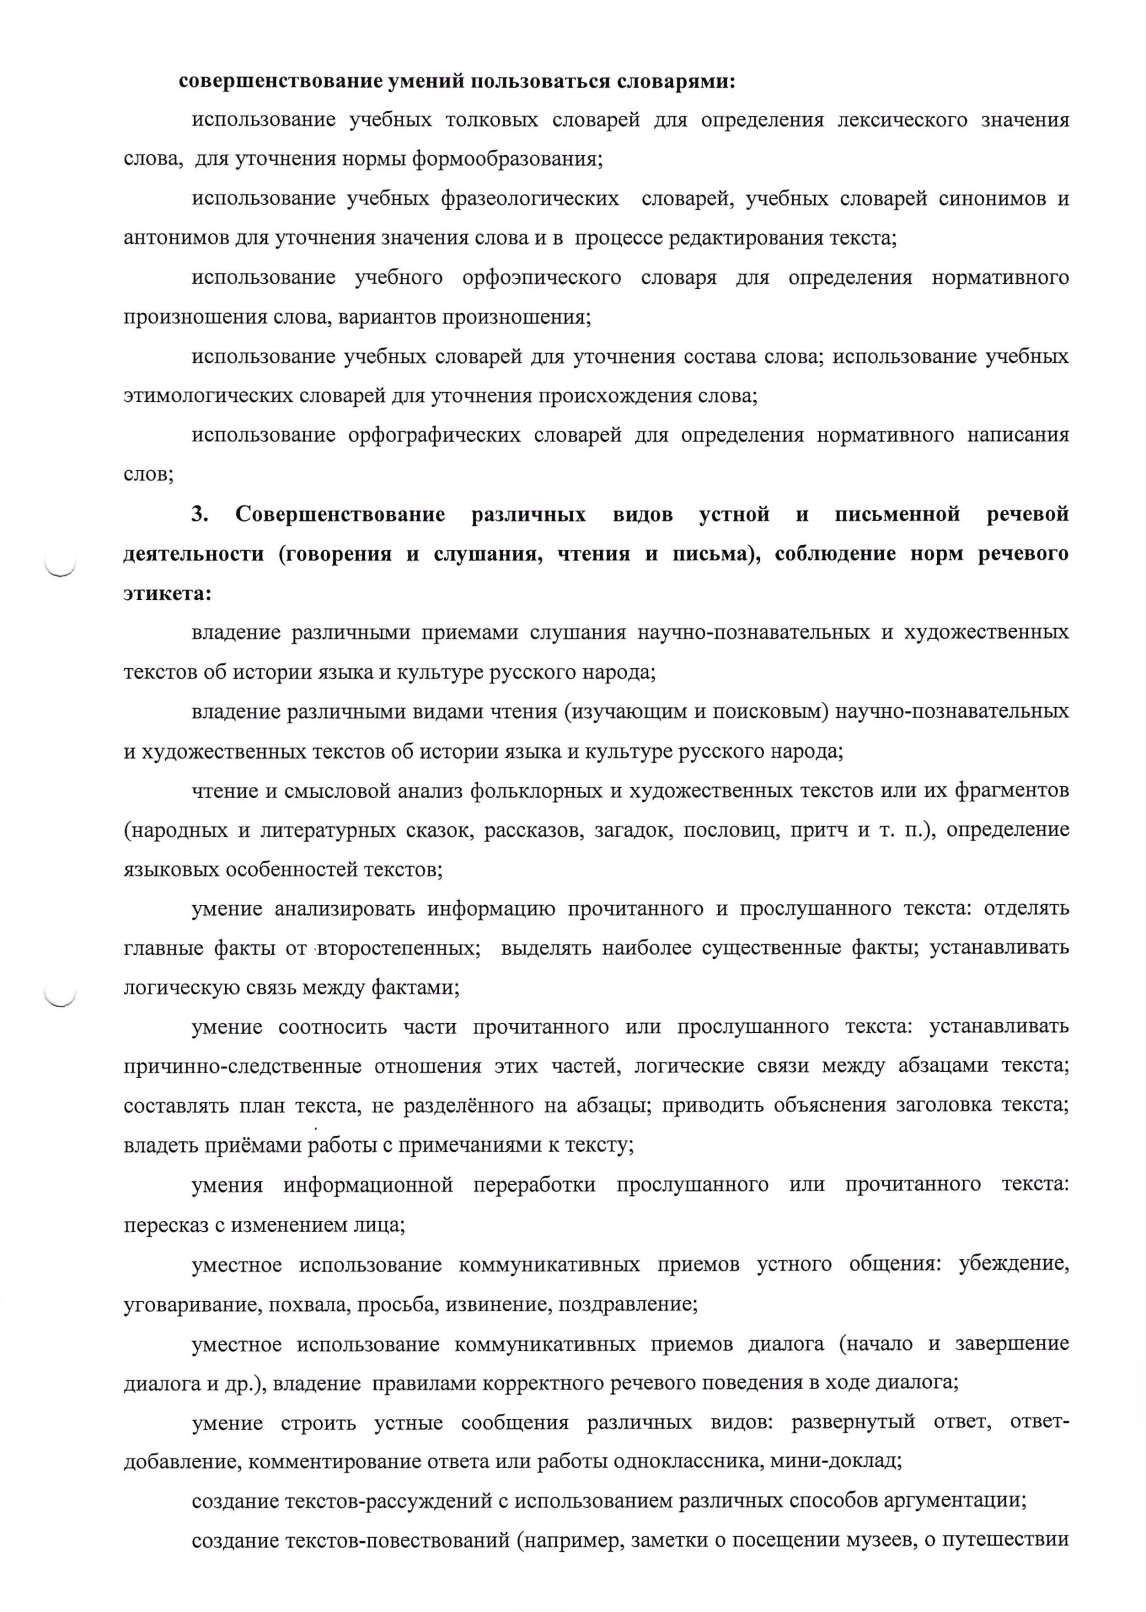 совершенствование умений пользоваться словарями:
использование учебных толковых словарей для определения лексического значения
слова, для уточнения нормы формообразования;
использование учебных фразеологических словарей, учебных словарей синонимов и
антонимов для уточнения значения слова и в процессе редактирования текста;
использование учебного орфоэпического словаря для определения нормативного
произношения слова, вариантов произношения;
использование учебных словарей для уточнения состава слова; использование учебных
этимологических словарей для уточнения происхождения слова;
использование орфографических словарей для определения нормативного написания
слов;
3. Совершенствование различных видов устной и письменной речевой
деятельности (говорения и слушания, чтения и письма), соблюдение норм речевого
этикета:
владение различными приемами слушания научно-познавательных и художественных
текстов об истории языка и культуре русского народа;
владение различными видами чтения (изучающим и поисковым) научно-познавательных
и художественных текстов об истории языка и культуре русского народа;
чтение и смысловой анализ фольклорных и художественных текстов или их фрагментов
(народных и литературных сказок, рассказов, загадок, пословиц, притч и т. п.), определение
языковых особенностей текстов;
умение анализировать информацию прочитанного и прослушанного текста: отделять
главные факты от второстепенных; выделять наиболее существенные факты; устанавливать
логическую связь между фактами;
умение соотносить части прочитанного или прослушанного текста: устанавливать
причинно-следственные отношения этих частей, логические связи между абзацами текста;
составлять план текста, не разделённого на абзацы; приводить объяснения заголовка текста;
владеть приёмами работы с примечаниями к тексту;
умения информационной переработки прослушанного или прочитанного текста:
пересказ с изменением лица;
уместное использование коммуникативных приемов устного общения: убеждение,
уговаривание, похвала, просьба, извинение, поздравление;
уместное использование коммуникативных приемов диалога (начало и завершение
диалога и др.), владение правилами корректного речевого поведения в ходе диалога;
умение строить устные сообщения различных видов: развернутый ответ, ответ-
добавление, комментирование ответа или работы одноклассника, мини-доклад;
создание текстов-рассуждений с использованием различных способов аргументации;
создание текстов-повествований (например, заметки о посещении музеев, о путешествии